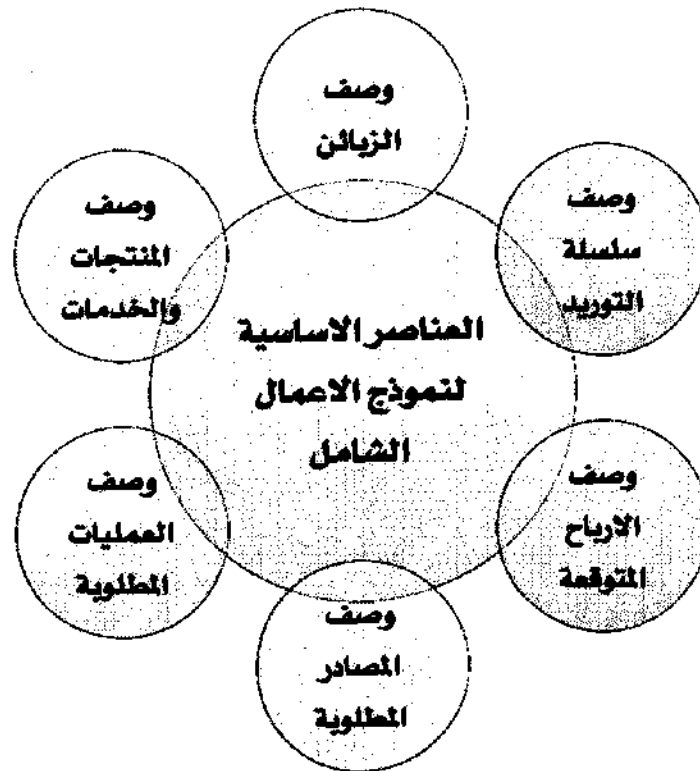 وصف
الزبائن
وصف
سلسلة
التوريد
وصف
الارباح
المتوقعة
وصف
المصادر
المطلوبة
وصف
العمليات
المطلوبة
وصف
المنتجات
والخدمات
العناصر الاساسية
لنموذج الاعمال
الشامل